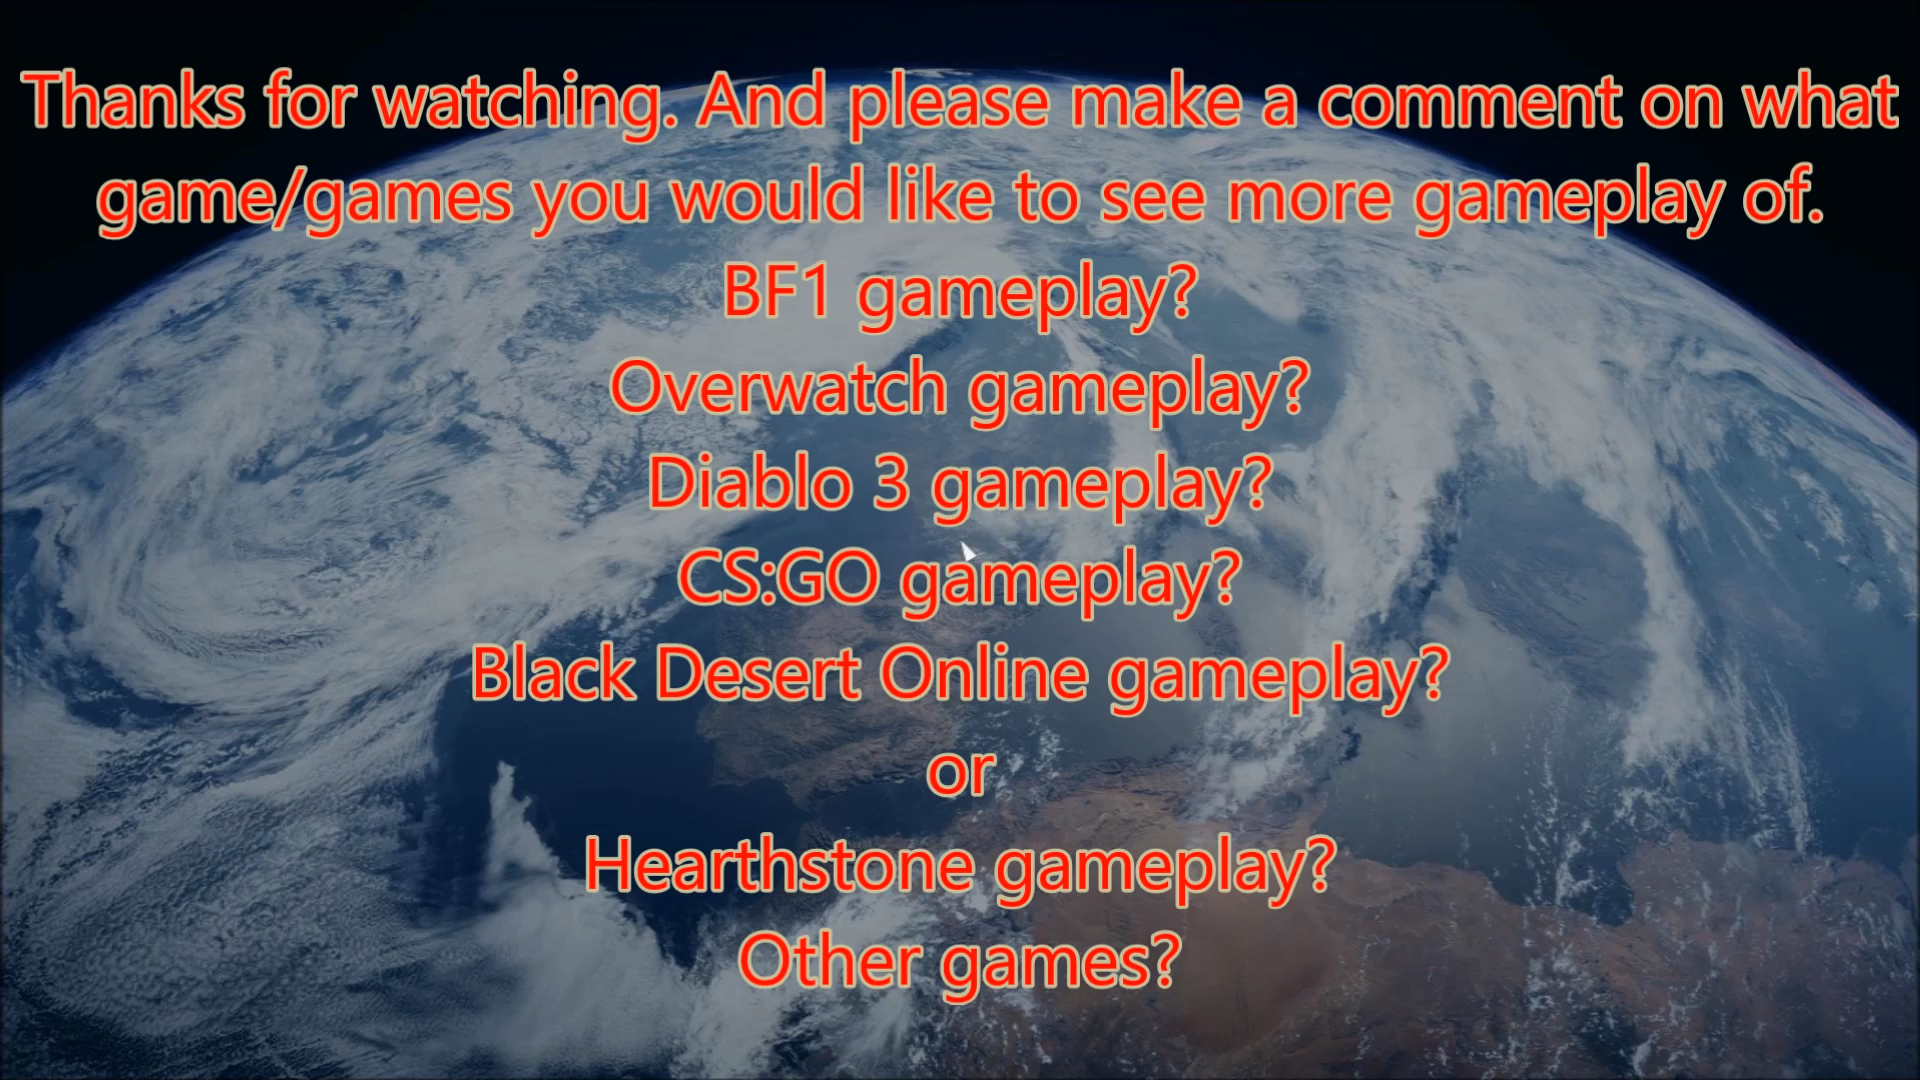 Thanks for watching. And please make a comment on what
game/games you would like to see more gameplay of.
BF1 gameplay?
Overwatch gameplay?
Diablo 3 gameplay?
CS:GO gameplay?
Black Desert Online gameplay?
or
Hearthstone gameplay?
Other games?